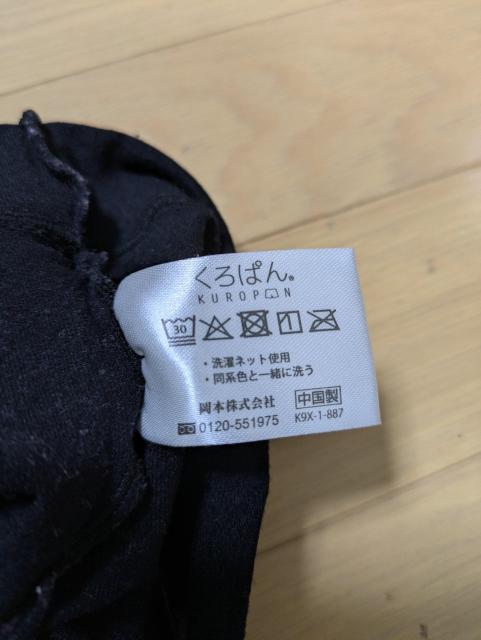 くろぱん®
KUROPAN
30
・洗濯ネット使用
・同系色と一緒に洗う
岡本株式会社 中国製
0120-551975 K9X-1-887